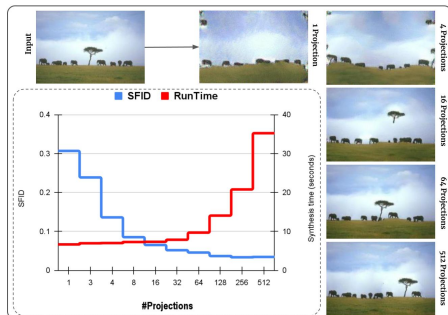 Input
1 Projection
4 Projections
16 Projections
64 Projections
512 Projections
SFID RunTime
0.4 40
0.3 30
0.2 20
0.1 10
0 0
SFID
Synthesis time (seconds)
1 3 4 8 16 32 64 128 256 512
#Projections